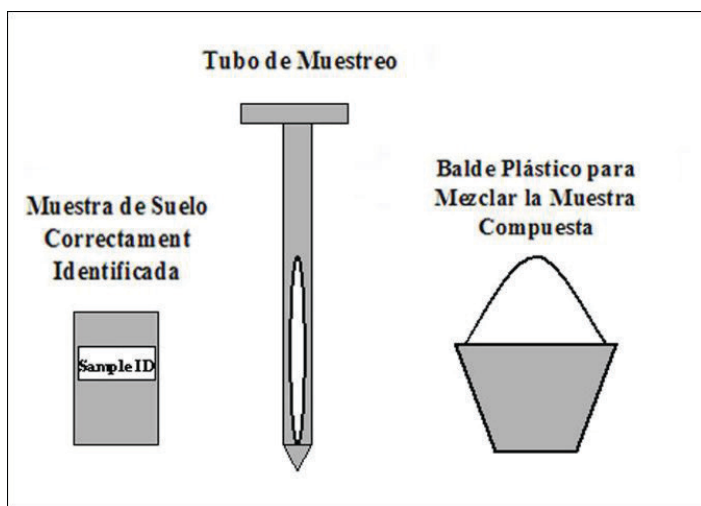 Tubo de Muestreo
Muestra de Suelo
Correctament
Identificada
Sample ID
Balde Plástico para
Mezclar la Muestra
Compuesta